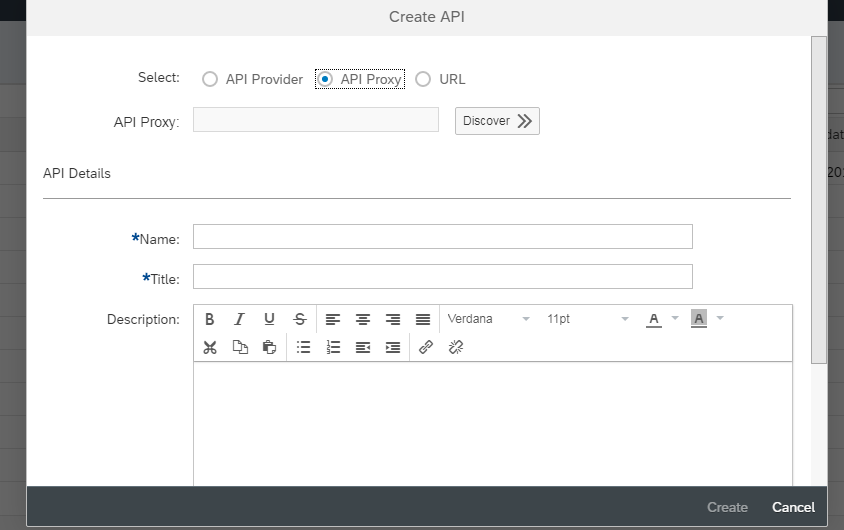 Create API
Select: API Provider API Proxy URL
API Proxy: Discover
API Details
*Name:
*Title:
Description: B I U S Verdana 11pt A A
Create Cancel